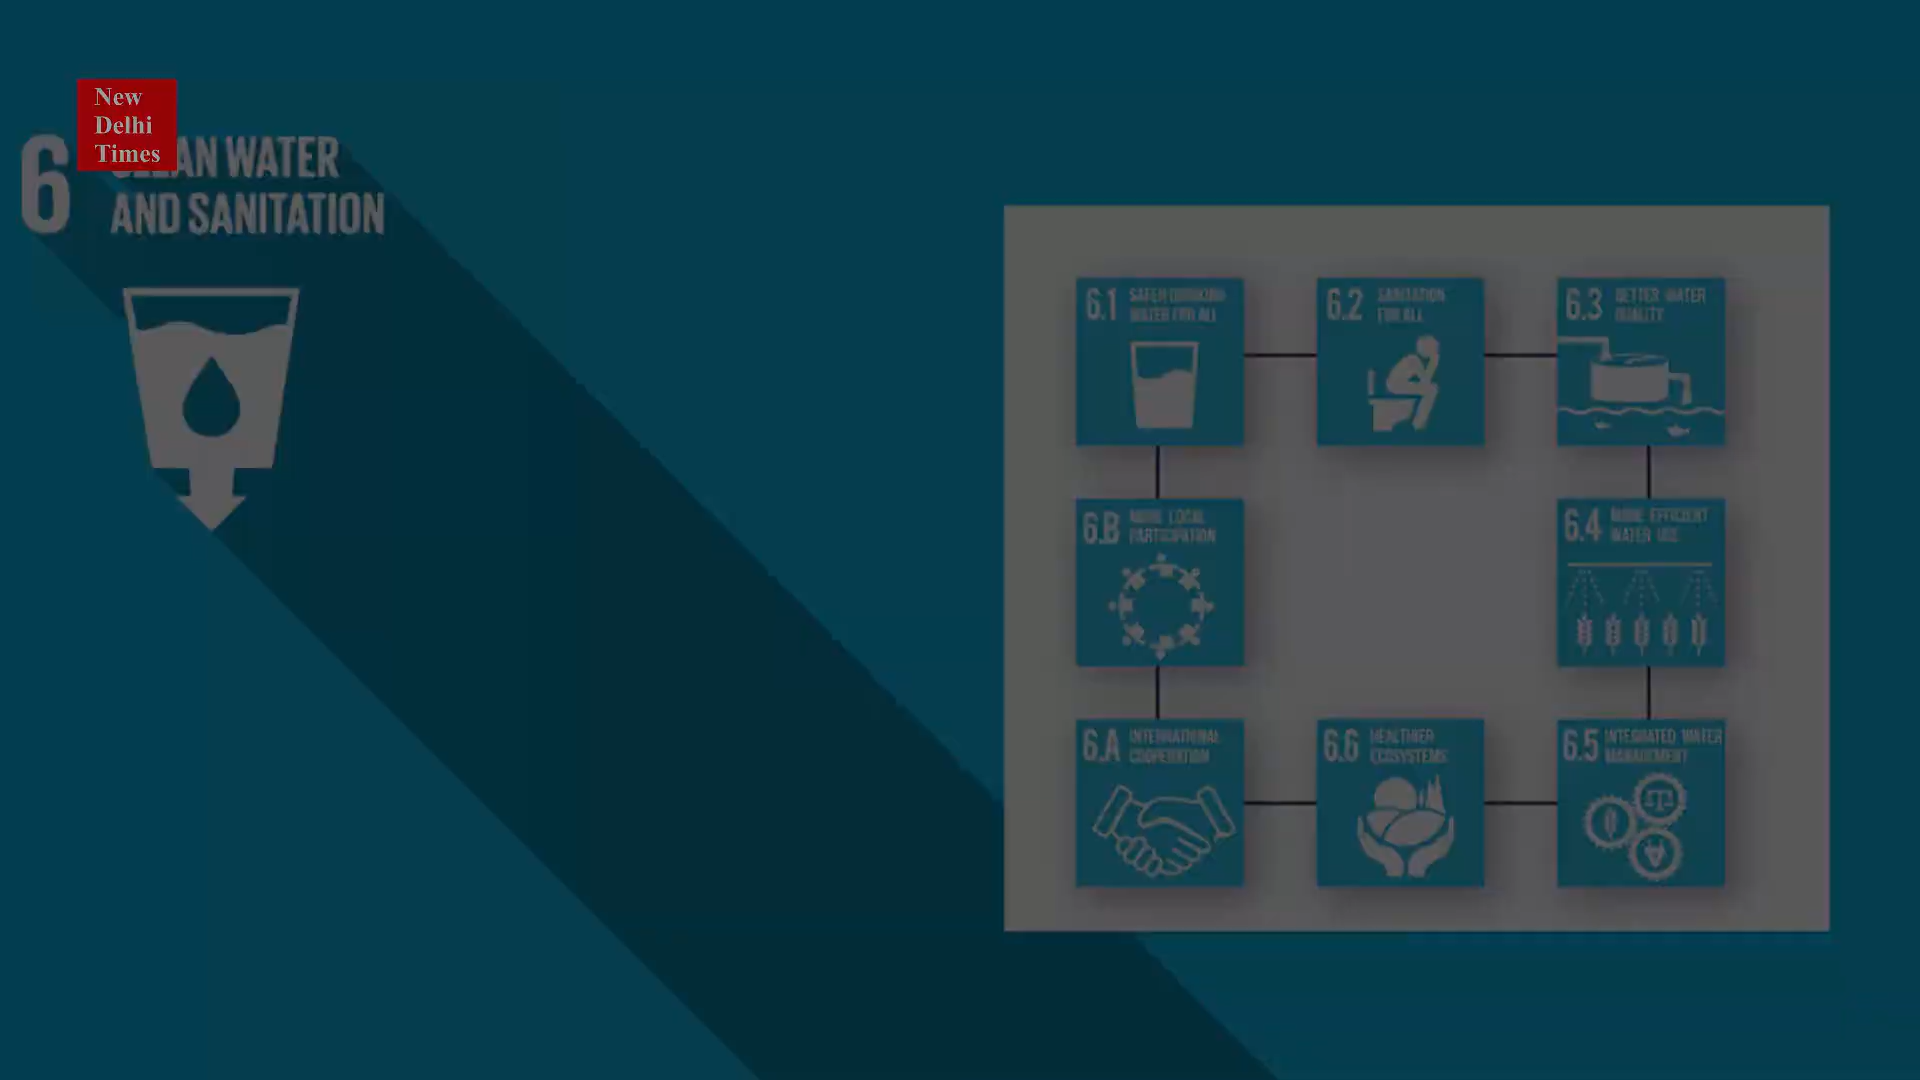 New
Delhi
Times
6
CLEAN WATER
AND SANITATION
6.1
SAFER DRINKING
WATER FOR ALL
6.2
SANITATION
FOR ALL
6.3
BETTER WATER
QUALITY
6.B
MORE LOCAL
PARTICIPATION
6.4
MORE EFFICIENT
WATER USE
6.A
INTERNATIONAL
COOPERATION
6.6
HEALTHIER
ECOSYSTEMS
6.5
INTEGRATED WATER
MANAGEMENT